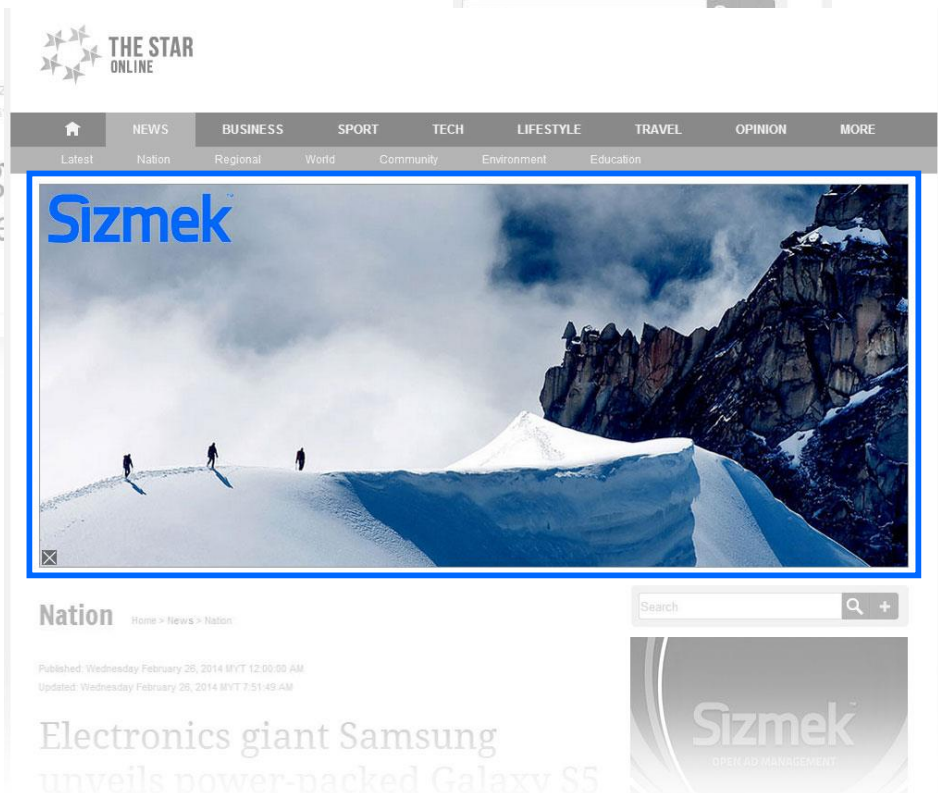 THE STAR
ONLINE
NEWS BUSINESS SPORT TECH LIFESTYLE TRAVEL OPINION MORE
Latest Nation Regional World Community Environment Education
Sizmek™
Nation Home > News > Nation
Search
Published: Wednesday February 26, 2014 MYT 12:00:00 AM
Updated: Wednesday February 26, 2014 MYT 7:51:49 AM
Electronics giant Samsung
unveils power-packed Galaxy S5
Sizmek
OPEN AD MANAGEMENT